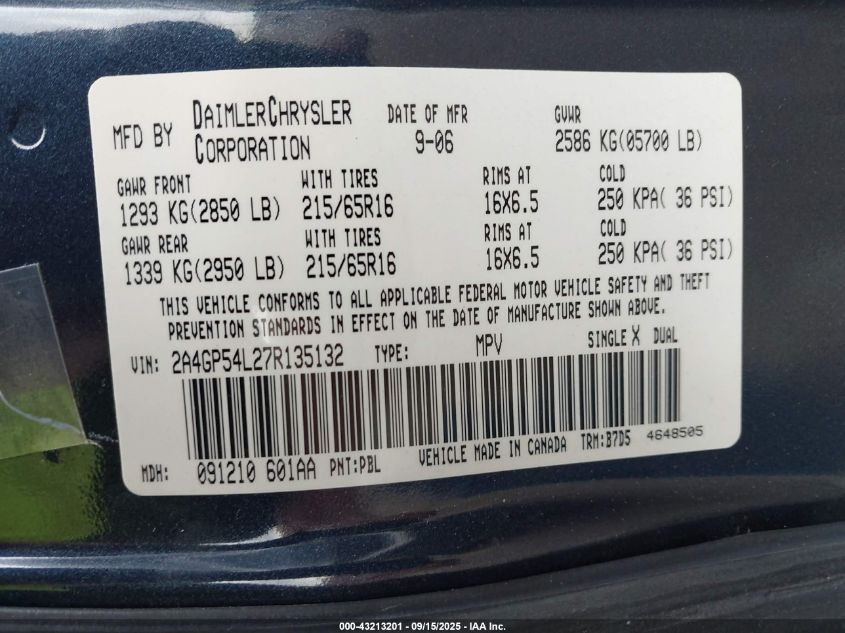 MFD BY DAIMLERCHRYSLER CORPORATION DATE OF MFR 9-06 GVWR 2586 KG(05700 LB)
GAWR FRONT WITH TIRES RIMS AT COLD
1293 KG(2850 LB) 215/65R16 16X6.5 250 KPA( 36 PSI)
GAWR REAR WITH TIRES RIMS AT COLD
1339 KG(2950 LB) 215/65R16 16X6.5 250 KPA( 36 PSI)
THIS VEHICLE CONFORMS TO ALL APPLICABLE FEDERAL MOTOR VEHICLE SAFETY AND THEFT
PREVENTION STANDARDS IN EFFECT ON THE DATE OF MANUFACTURE SHOWN ABOVE.
VIN: 2A4GP54L27R135132 TYPE: MPV SINGLE X DUAL
MDH: 091210 601AA PNT:PBL VEHICLE MADE IN CANADA TRM:B7D5 4648505
000-43213201 - 09/15/2025 - IAA Inc.